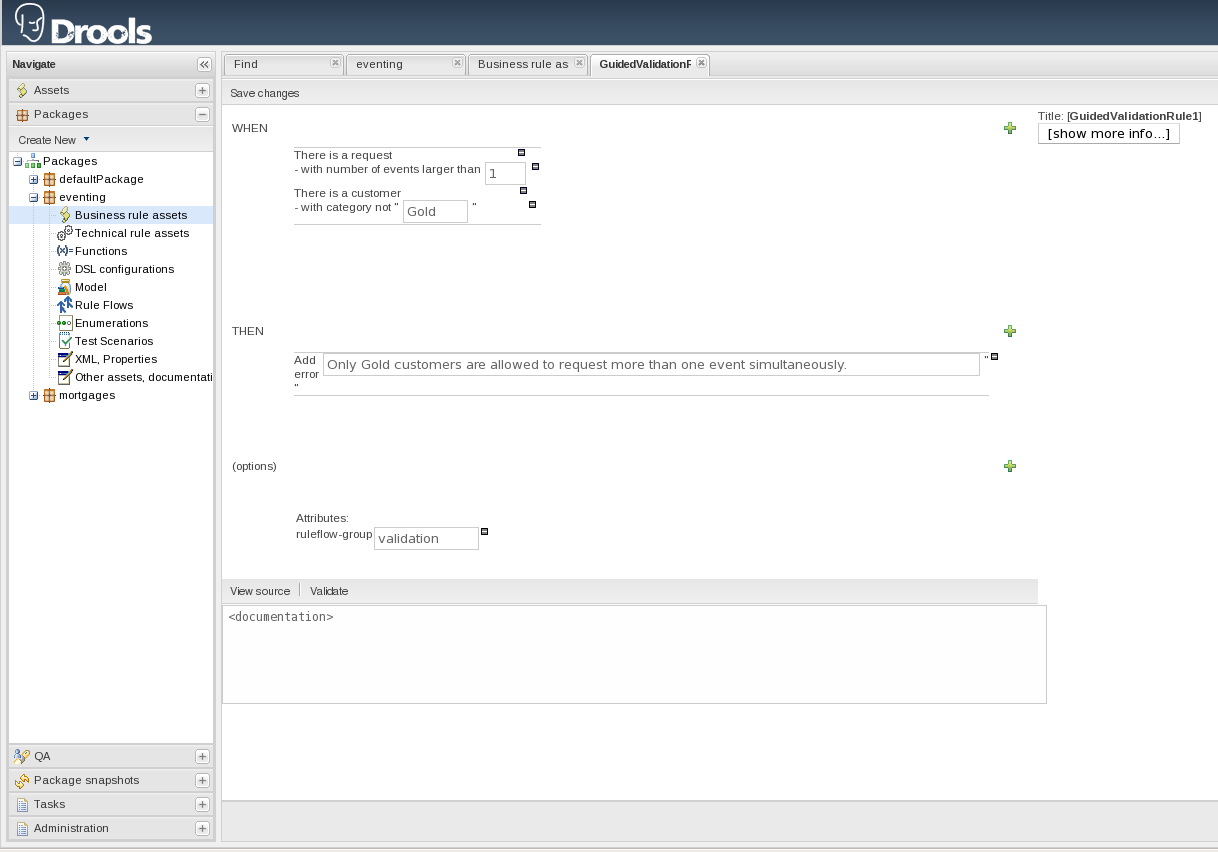 Drools
Navigate
Assets
Packages
Create New
Packages
defaultPackage
eventing
Business rule assets
Technical rule assets
Functions
DSL configurations
Model
Rule Flows
Enumerations
Test Scenarios
XML, Properties
Other assets, documentati
mortgages
QA
Package snapshots
Tasks
Administration
Find
eventing
Business rule as
GuidedValidationF
Save changes
WHEN
There is a request
- with number of events larger than 1
There is a customer
- with category not " Gold "
THEN
Add
error
"
Only Gold customers are allowed to request more than one event simultaneously. "
(options)
Attributes:
ruleflow-group validation
View source Validate
<documentation>
Title: [GuidedValidationRule1]
[show more info...]